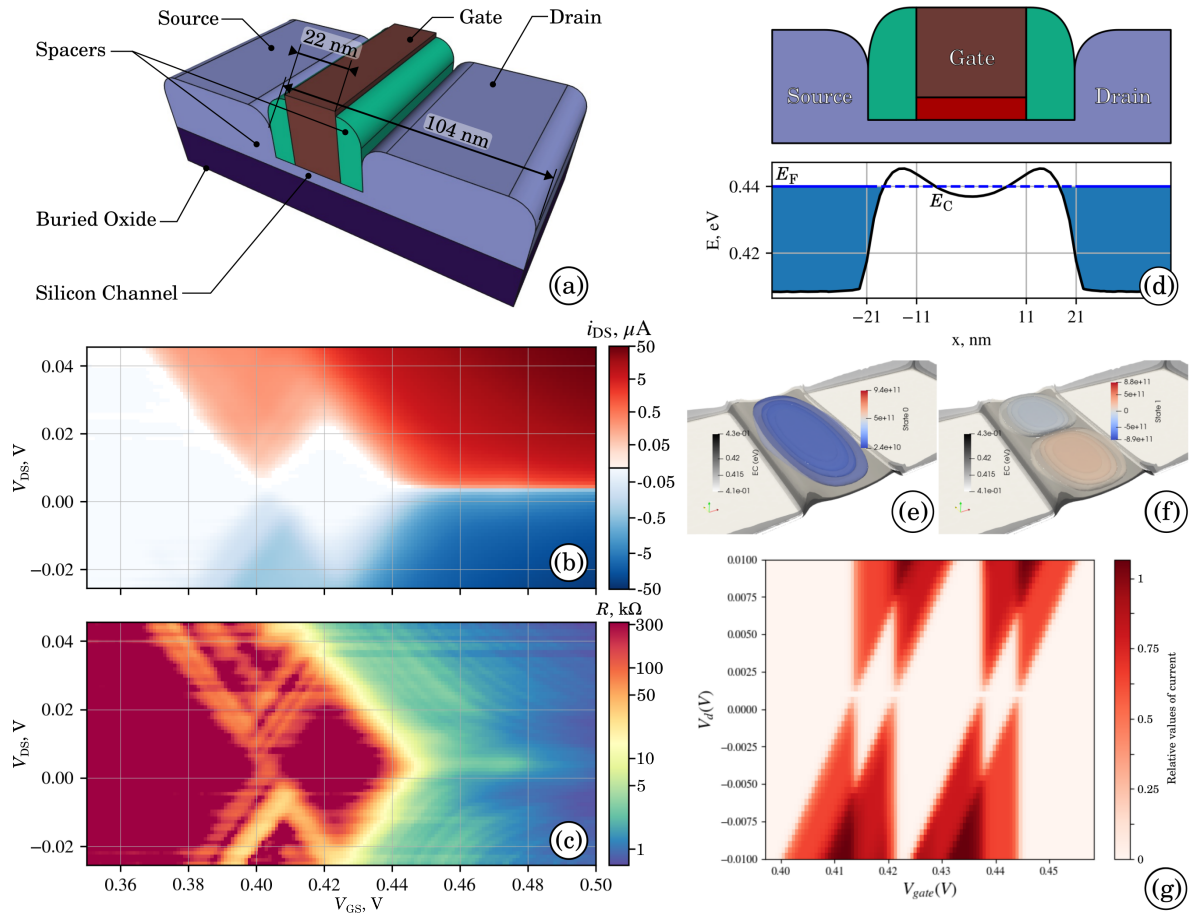 Source
Gate
Drain
Spacers
22 nm
104 nm
Buried Oxide
Silicon Channel
(a)
Gate
Source
Drain
E_F
E_C
0.44
0.42
E, eV
−21
−11
11
21
x, nm
(d)
i_DS, μA
0.04
0.02
0.00
−0.02
V_DS, V
50
5
0.5
0.05
-0.05
-0.5
-5
-50
(b)
R, kΩ
0.04
0.02
0.00
−0.02
V_DS, V
300
100
50
10
5
1
(c)
0.36
0.38
0.40
0.42
0.44
0.46
0.48
0.50
V_GS, V
4.3e-01
0.42
0.415
4.1e-01
EC (eV)
9.4e+11
5e+11
2.4e+10
State 0
(e)
4.3e-01
0.42
0.415
4.1e-01
EC (eV)
8.8e+11
5e+11
0
-5e+11
-8.9e+11
State 1
(f)
0.0100
0.0075
0.0050
0.0025
0.0000
−0.0025
−0.0050
−0.0075
−0.0100
V_d(V)
0.40
0.41
0.42
0.43
0.44
0.45
V_gate(V)
1
0.75
0.5
0.25
0
Relative values of current
(g)